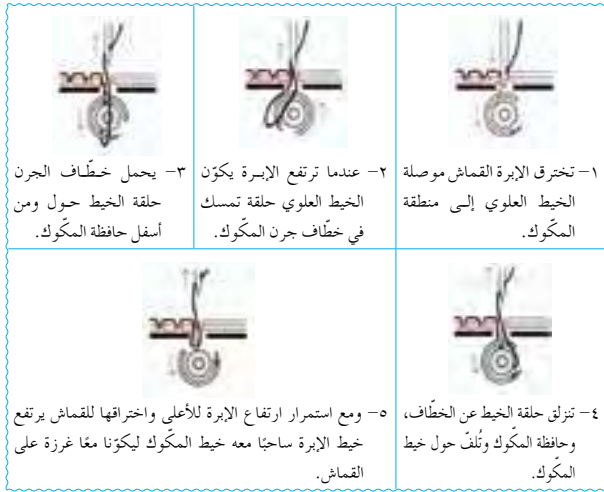 ١- تخترق الإبرة القماش موصلة
الخيط العلوي إلى منطقة
المكّوك.
٢- عندما ترتفع الإبرة يكوّن
الخيط العلوي حلقة تمسك
في خطّاف جرن المكّوك.
٣- يحمل خطّاف الجرن
حلقة الخيط حول ومن
أسفل حافظة المكّوك.
٤- تنزلق حلقة الخيط عن الخطّاف،
وحافظة المكّوك وتُلفّ حول خيط
المكّوك.
٥- ومع استمرار ارتفاع الإبرة للأعلى واختراقها للقماش يرتفع
خيط الإبرة ساحبًا معه خيط المكّوك ليكوّنا معًا غرزة على
القماش.